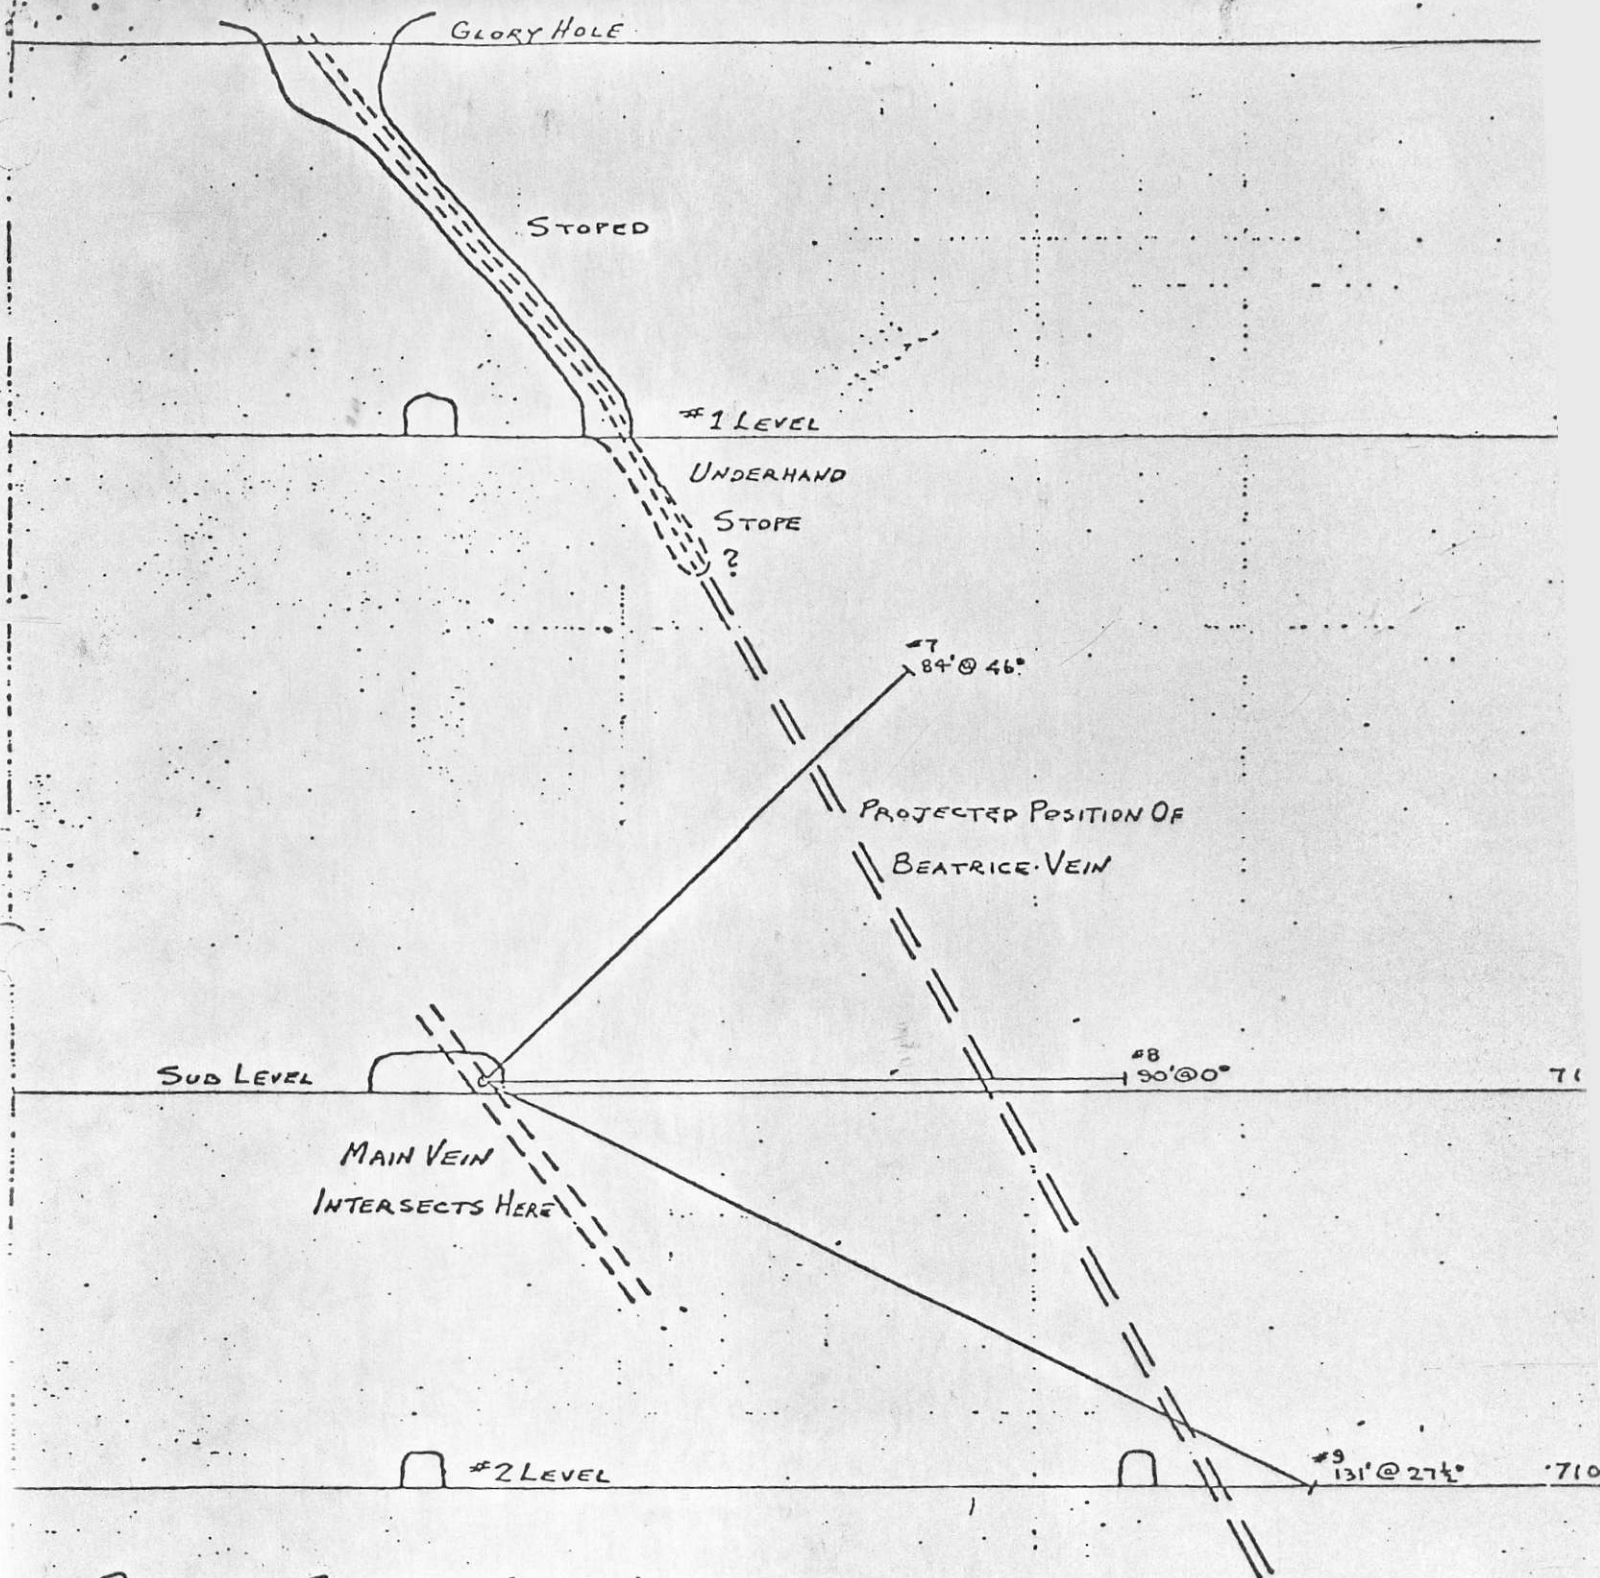 GLORY HOLE
STOPED
#1 LEVEL
UNDERHAND
STOPE
?
#7
84' @ 46°
PROJECTED POSITION OF
BEATRICE VEIN
#8
90' @ 0°
SUB LEVEL
71
MAIN VEIN
INTERSECTS HERE
#9
131' @ 27½°
#2 LEVEL
710